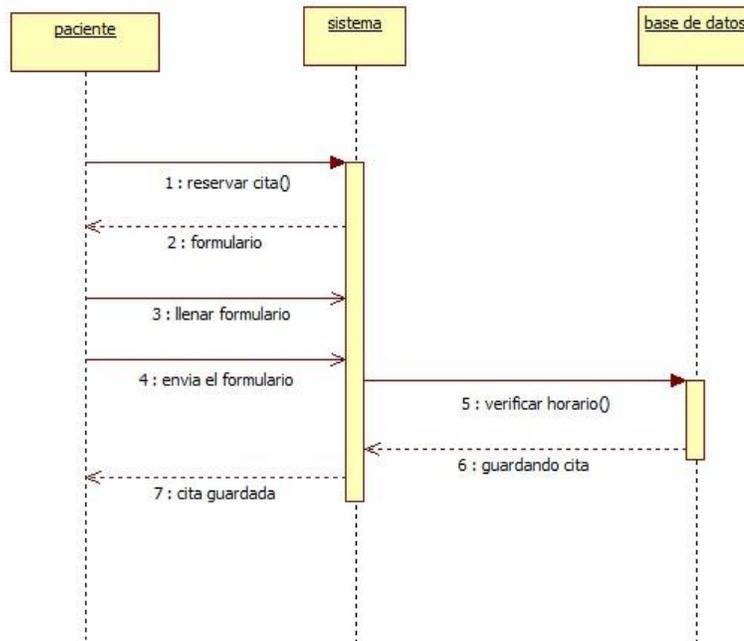 paciente
sistema
base de datos
1 : reservar cita()
2 : formulario
3 : llenar formulario
4 : envia el formulario
5 : verificar horario()
6 : guardando cita
7 : cita guardada